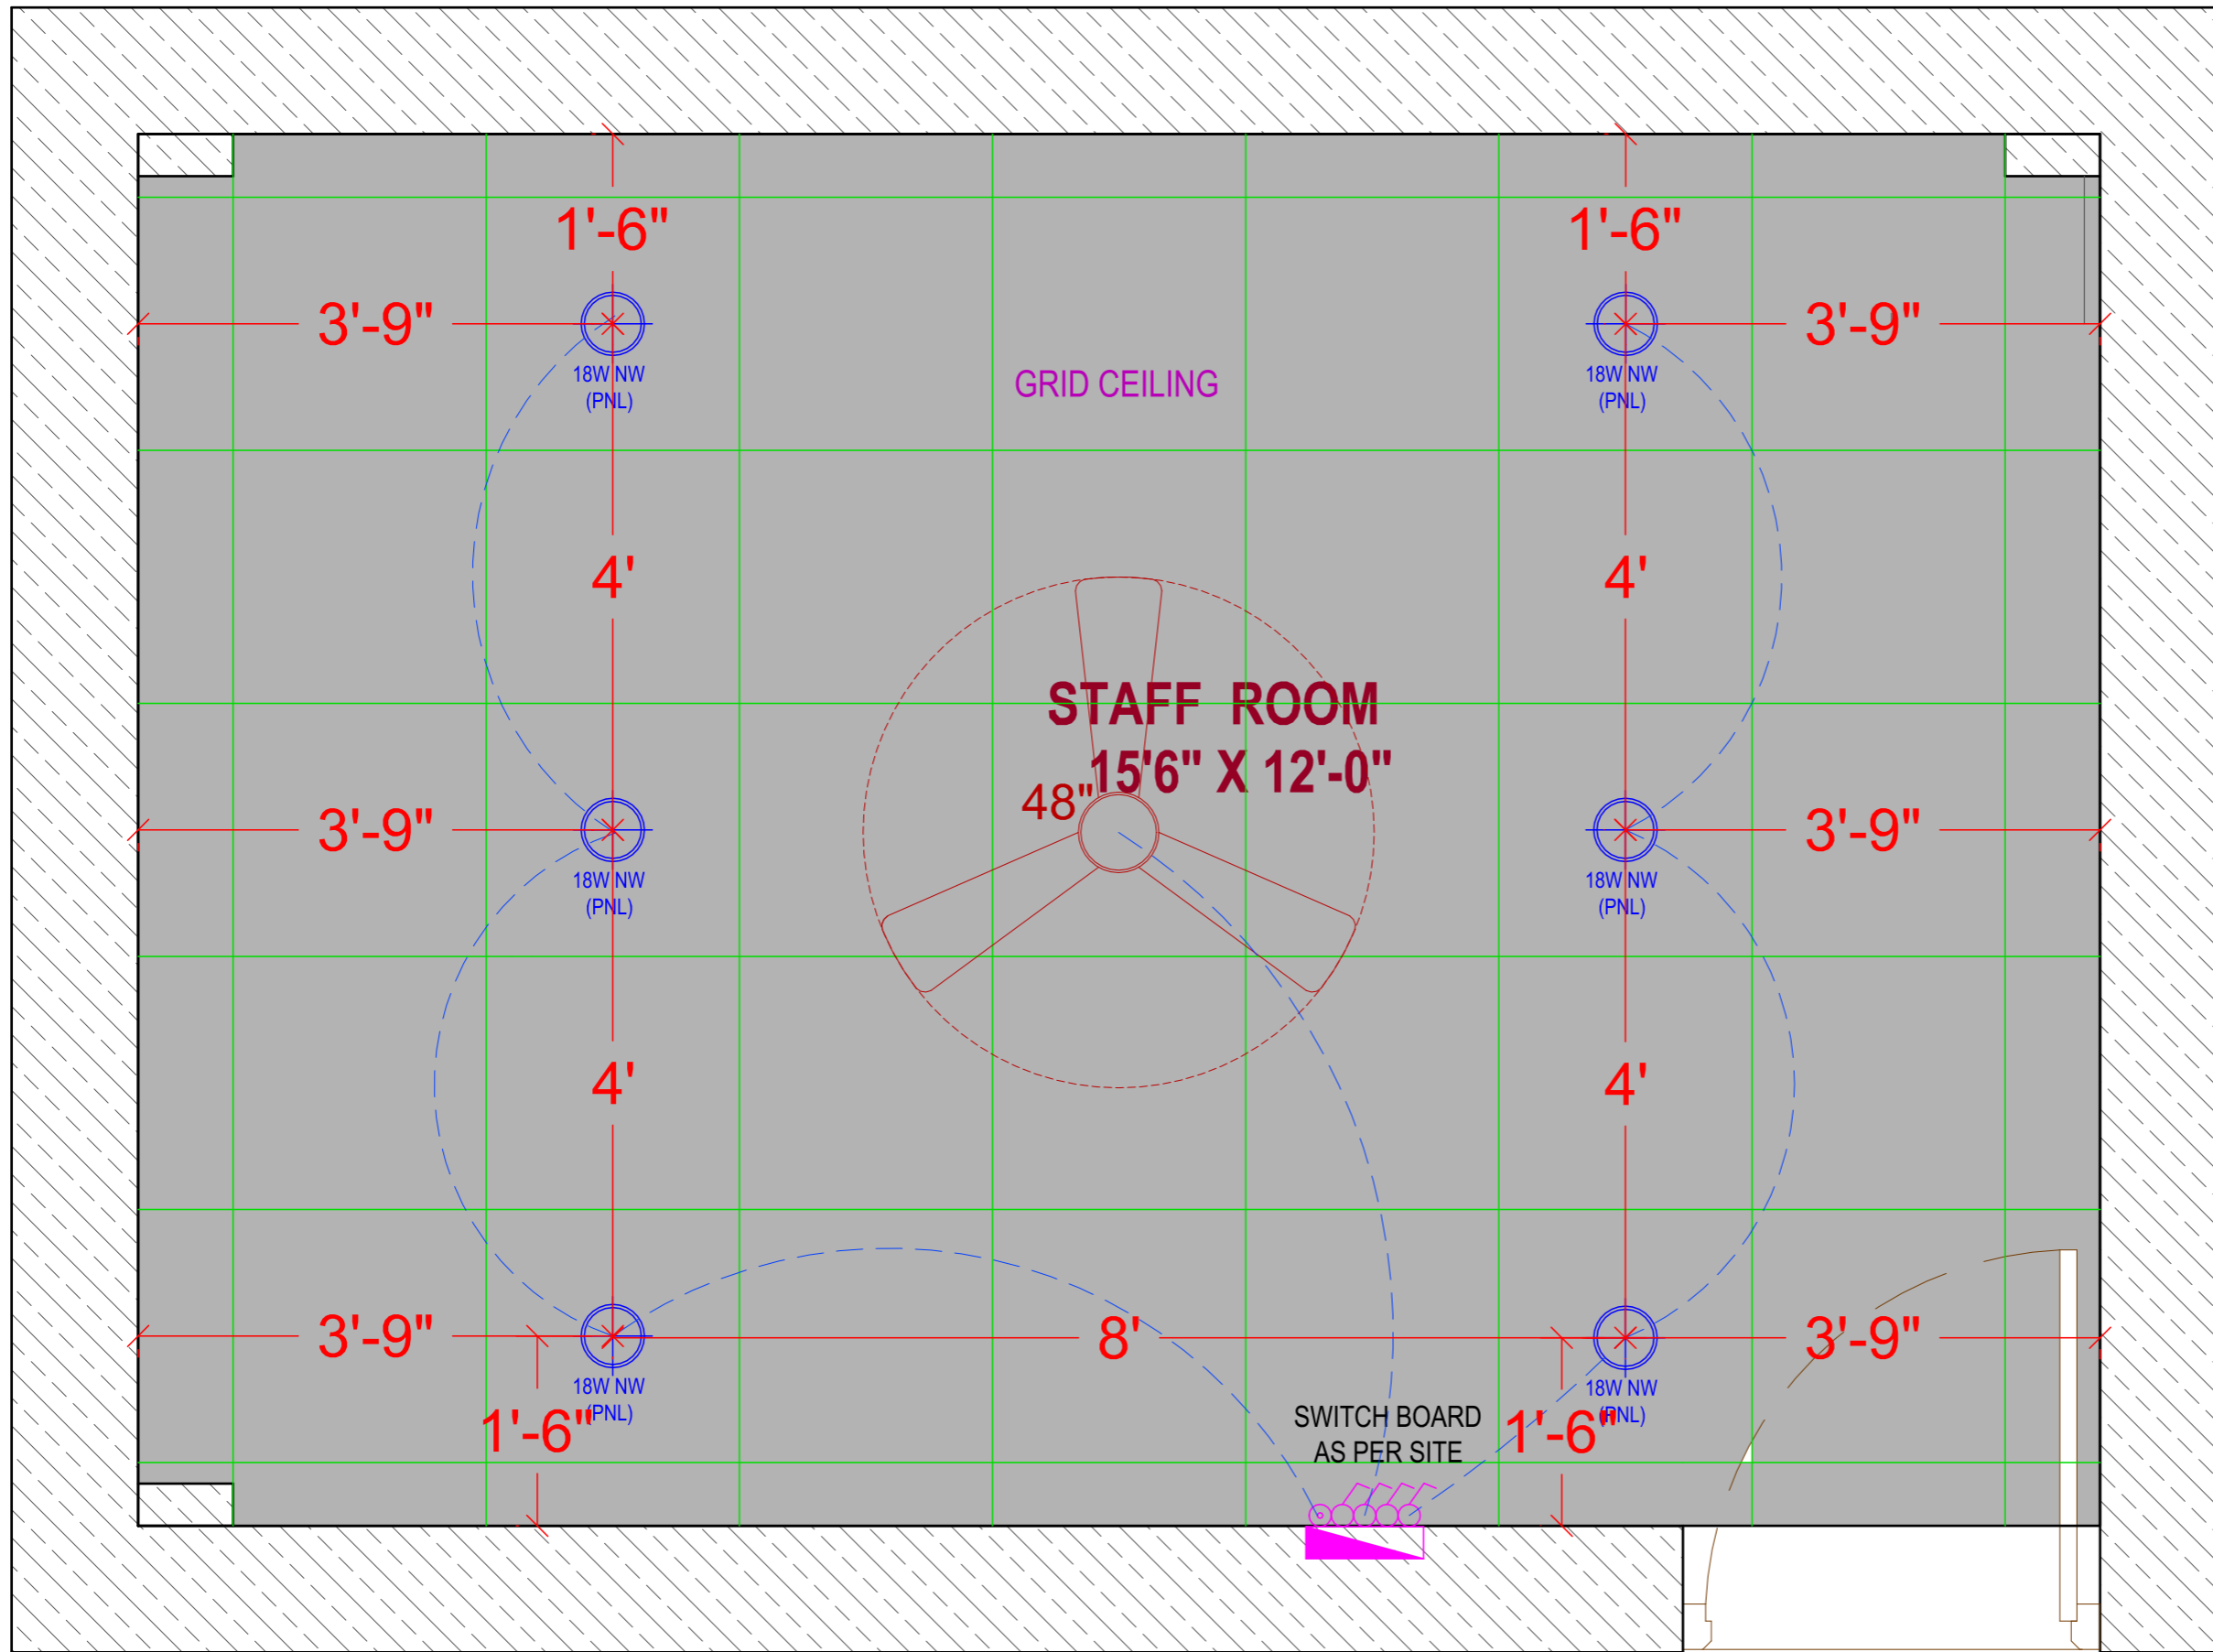 1'-6"
1'-6"
3'-9"
3'-9"
18W NW
(PNL)
GRID CEILING
18W NW
(PNL)
4'
4'
STAFF ROOM
15'6" X 12'-0"
48"
3'-9"
3'-9"
18W NW
(PNL)
18W NW
(PNL)
4'
4'
3'-9"
8'
3'-9"
18W NW
(PNL)
18W NW
(PNL)
1'-6"
SWITCH BOARD
AS PER SITE
1'-6"